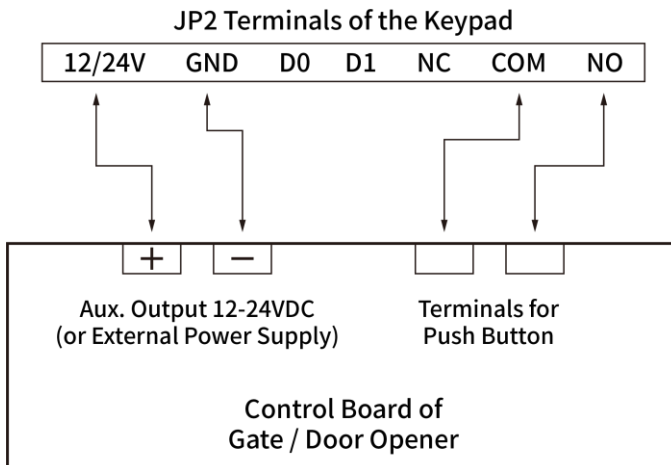 JP2 Terminals of the Keypad
12/24V GND D0 D1 NC COM NO
+ −
Aux. Output 12-24VDC
(or External Power Supply)
Terminals for
Push Button
Control Board of
Gate / Door Opener